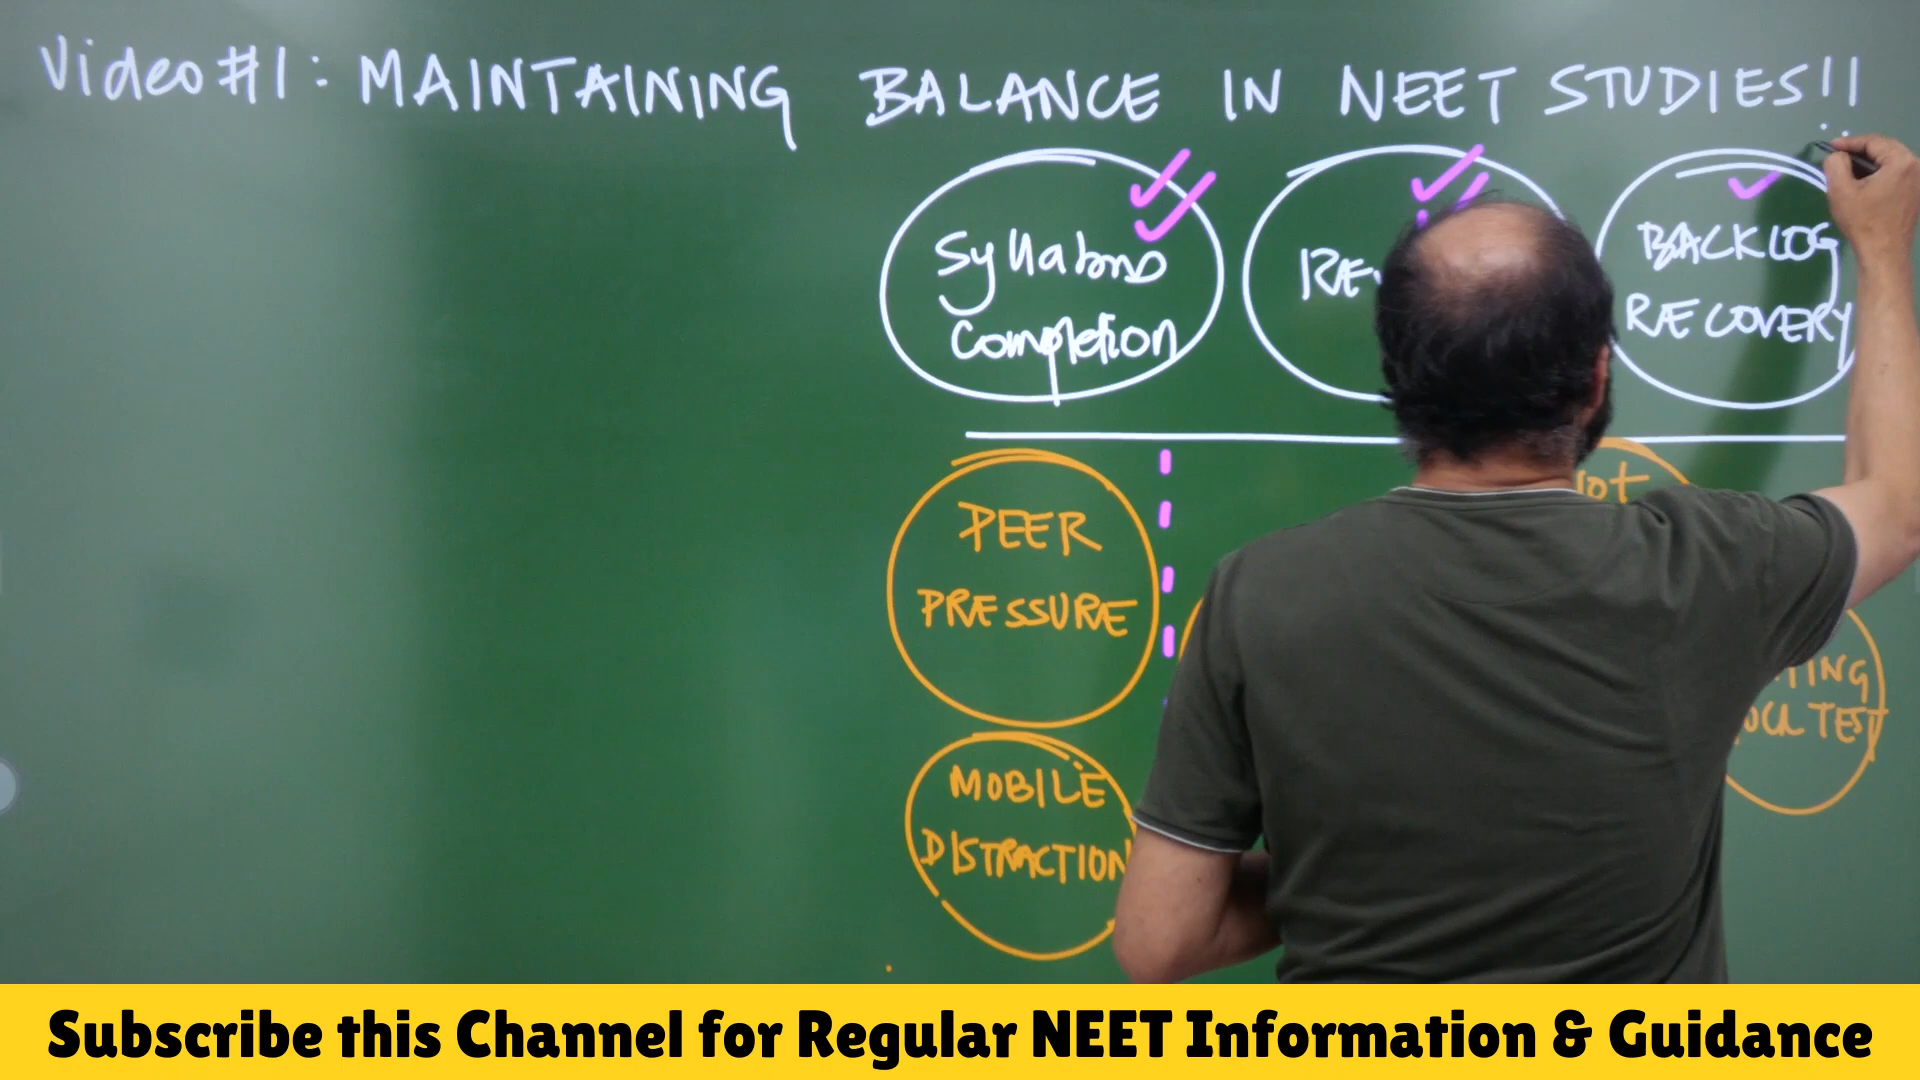 Video #1: MAINTAINING BALANCE IN NEET STUDIES!!
Syllabus
Completion
BACKLOG
RECOVERY
PEER
PRESSURE
MOBILE
DISTRACTION
Subscribe this Channel for Regular NEET Information & Guidance